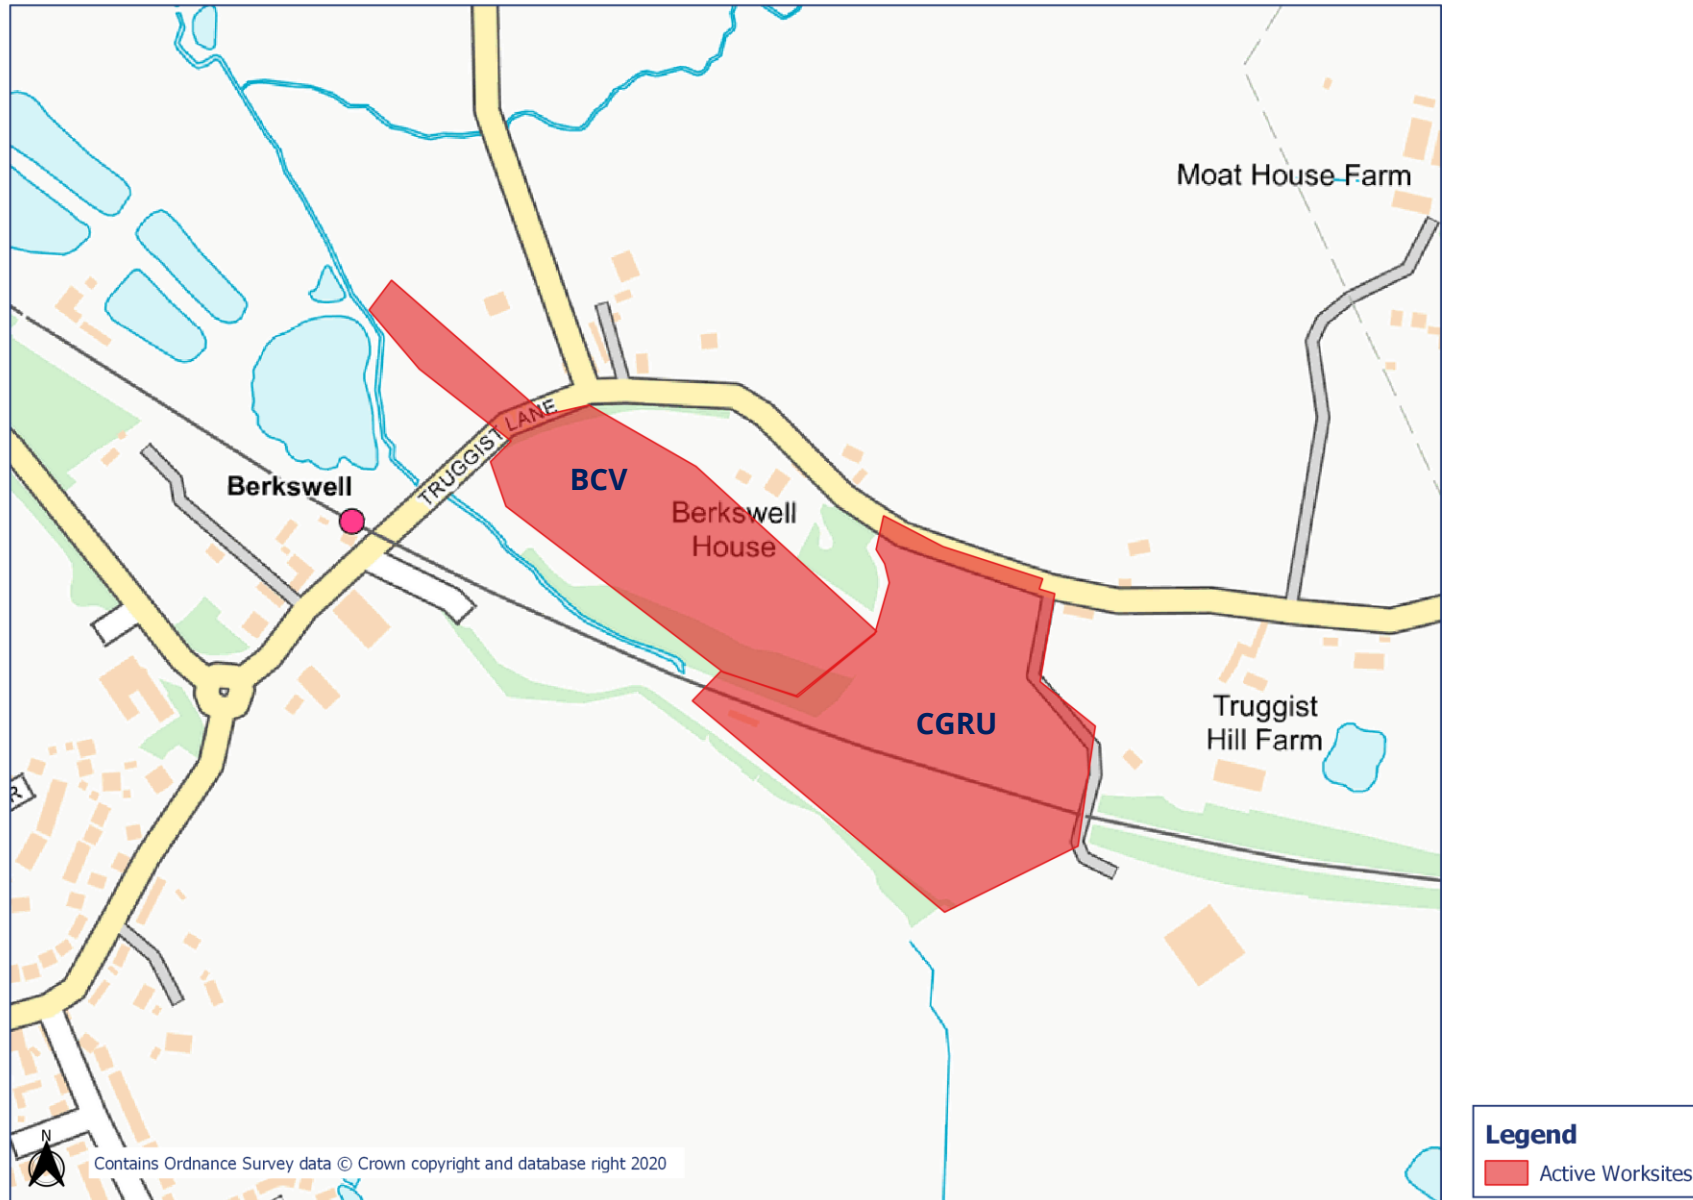 Moat House Farm
TRUGGIST LANE
BCV
Berkswell
Berkswell
House
CGRU
Truggist
Hill Farm
R
N
Contains Ordnance Survey data © Crown copyright and database right 2020
Legend
Active Worksites